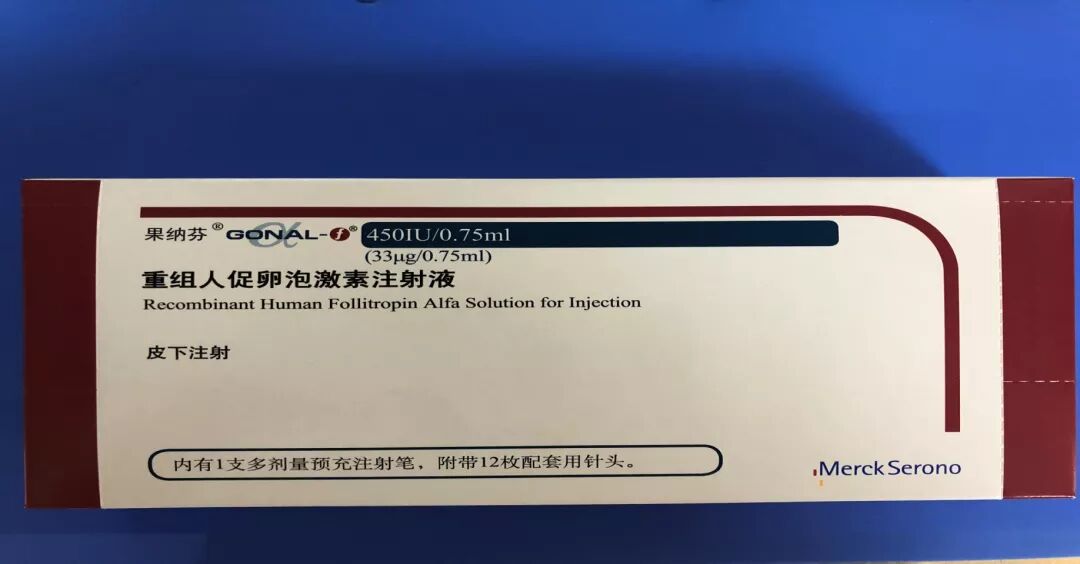 果纳芬® GONAL-f® 450IU/0.75ml
(33μg/0.75ml)
重组人促卵泡激素注射液
Recombinant Human Follitropin Alfa Solution for Injection
皮下注射
内有1支多剂量预充注射笔，附带12枚配套用针头。
Merck Serono